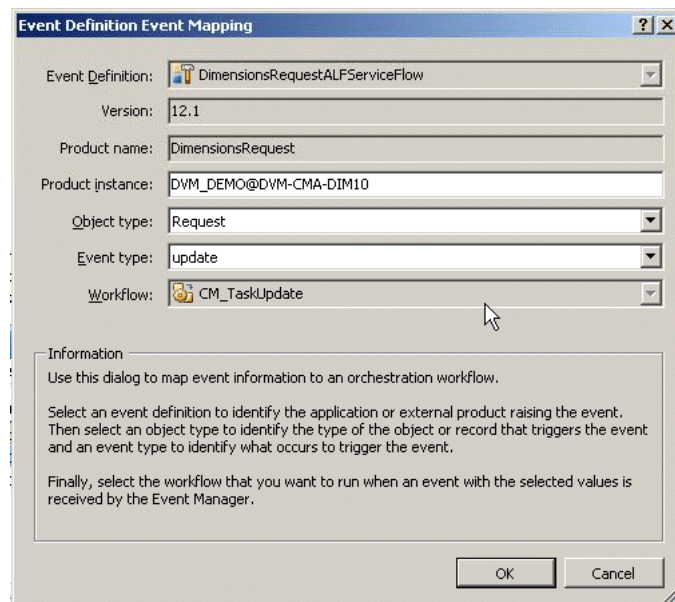 Event Definition Event Mapping
Event Definition: DimensionsRequestALFServiceFlow
Version: 12.1
Product name: DimensionsRequest
Product instance: DVM_DEMO@DVM-CMA-DIM10
Object type: Request
Event type: update
Workflow: CM_TaskUpdate
Information
Use this dialog to map event information to an orchestration workflow.
Select an event definition to identify the application or external product raising the event.
Then select an object type to identify the type of the object or record that triggers the event
and an event type to identify what occurs to trigger the event.
Finally, select the workflow that you want to run when an event with the selected values is
received by the Event Manager.
OK Cancel